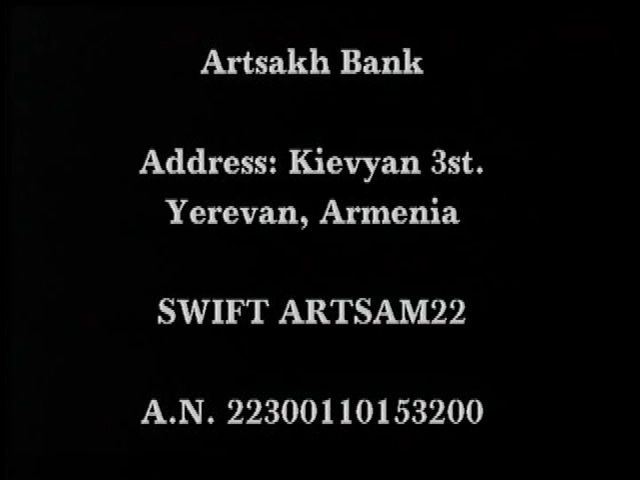 Artsakh Bank
Address: Kievyan 3st.
Yerevan, Armenia
SWIFT ARTSAM22
A.N. 22300110153200